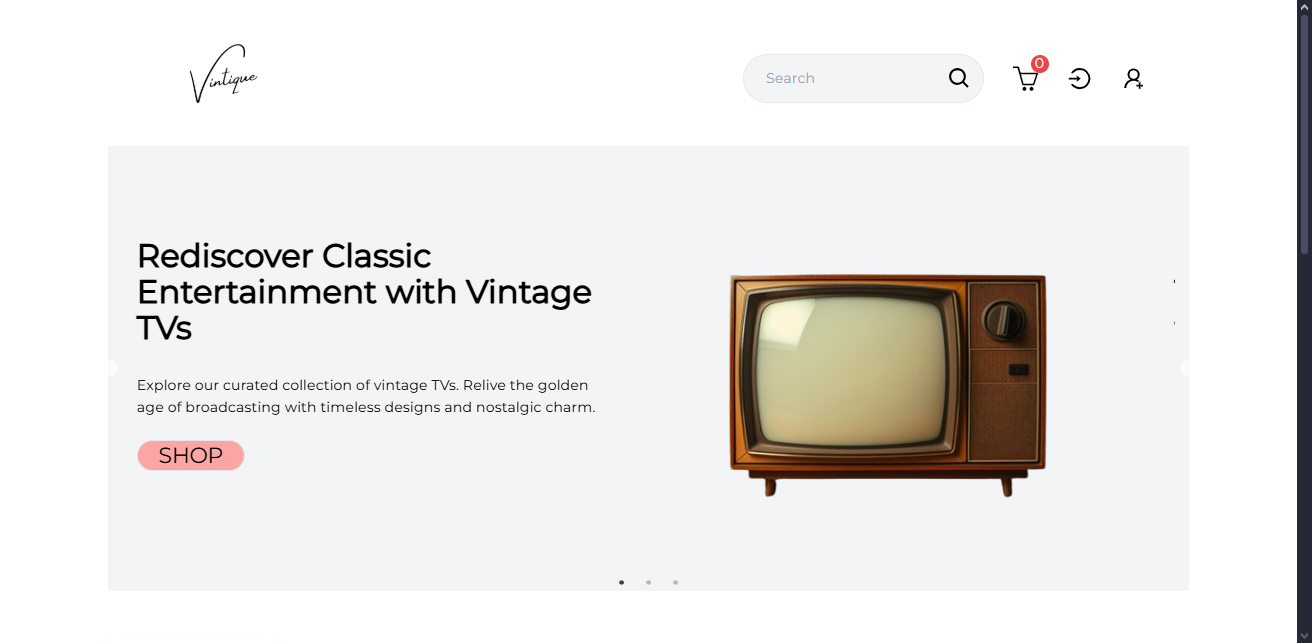 Vintique
Search
0
Rediscover Classic
Entertainment with Vintage
TVs
Explore our curated collection of vintage TVs. Relive the golden
age of broadcasting with timeless designs and nostalgic charm.
SHOP